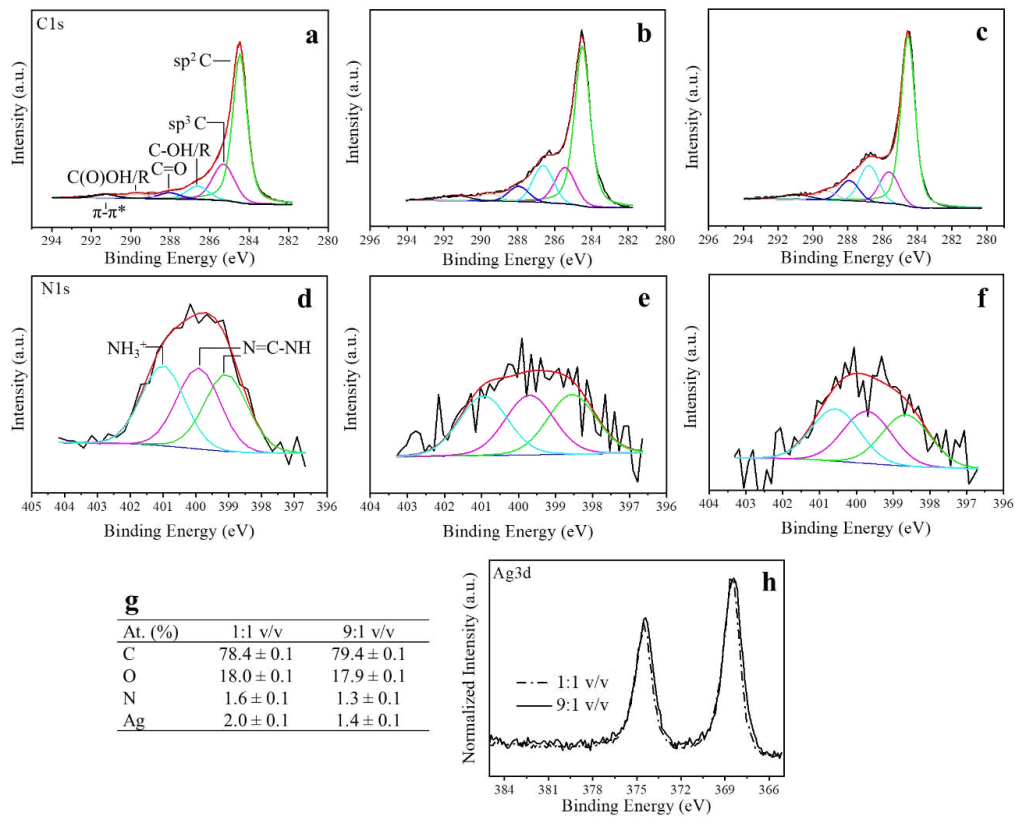 C1s
a
sp² C
sp³ C
C-OH/R
C=O
C(O)OH/R
π-π*
Intensity (a.u.)
294 292 290 288 286 284 282 280
Binding Energy (eV)
b
Intensity (a.u.)
296 294 292 290 288 286 284 282 280
Binding Energy (eV)
c
Intensity (a.u.)
296 294 292 290 288 286 284 282 280
Binding Energy (eV)
N1s
d
NH₃⁺
N=C-NH
Intensity (a.u.)
405 404 403 402 401 400 399 398 397 396
Binding Energy (eV)
e
Intensity (a.u.)
404 403 402 401 400 399 398 397 396
Binding Energy (eV)
f
Intensity (a.u.)
404 403 402 401 400 399 398 397 396
Binding Energy (eV)
g
At. (%) 1:1 v/v 9:1 v/v
C 78.4 ± 0.1 79.4 ± 0.1
O 18.0 ± 0.1 17.9 ± 0.1
N 1.6 ± 0.1 1.3 ± 0.1
Ag 2.0 ± 0.1 1.4 ± 0.1
Ag3d
h
1:1 v/v
9:1 v/v
Normalized Intensity (a.u.)
384 381 378 375 372 369 366
Binding Energy (eV)